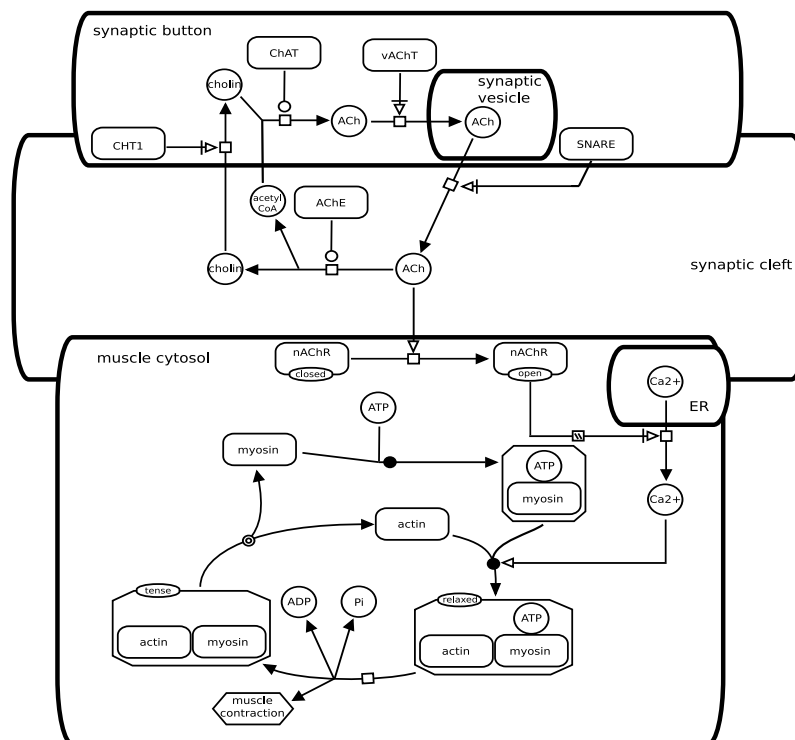 synaptic button
ChAT
vAChT
synaptic
vesicle
cholin
ACh
ACh
CHT1
SNARE
acetyl
CoA
AChE
cholin
ACh
synaptic cleft
muscle cytosol
nAChR
closed
nAChR
open
Ca2+
ER
ATP
myosin
ATP
myosin
Ca2+
actin
tense
actin
myosin
ADP
Pi
relaxed
ATP
actin
myosin
muscle
contraction